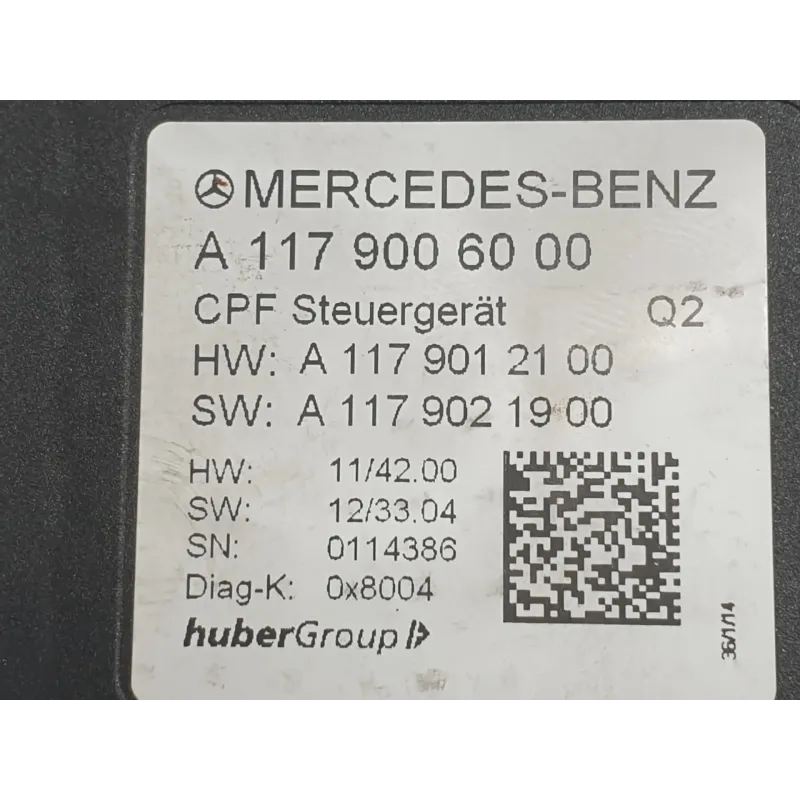 MERCEDES-BENZ
A 117 900 60 00
CPF Steuergerät Q2
HW: A 117 901 21 00
SW: A 117 902 19 00
HW: 11/42.00
SW: 12/33.04
SN: 0114386
Diag-K: 0x8004
huberGroup
36/1/14